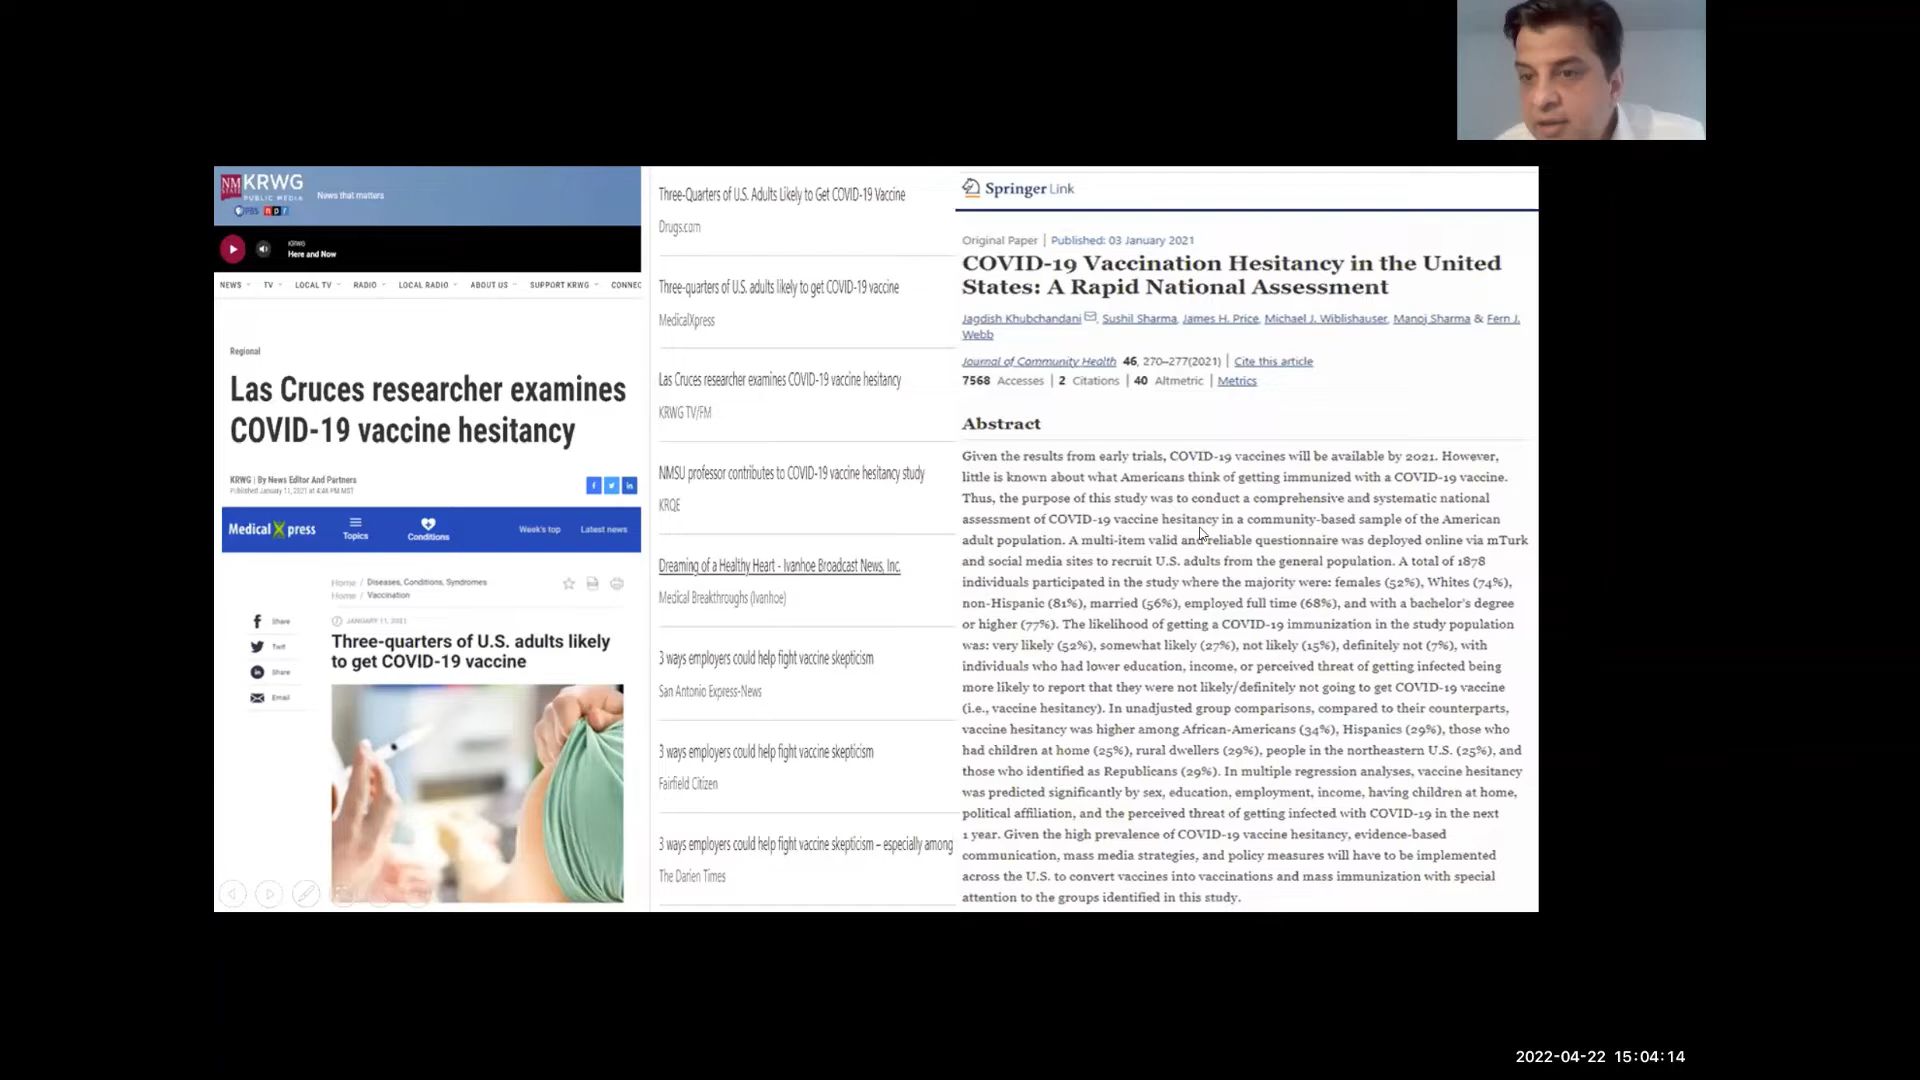 NM
STATE
KRWG
PUBLIC MEDIA
PBS npr
News that matters
KRWG
Here and Now
NEWS TV LOCAL TV RADIO LOCAL RADIO ABOUT US SUPPORT KRWG CONNEC
Regional
Las Cruces researcher examines
COVID-19 vaccine hesitancy
KRWG | By News Editor And Partners
Published January 11, 2021 at 4:46 PM MST
Medical Xpress
Topics
Conditions
Week's top
Latest news
Home / Diseases, Conditions, Syndromes
Home / Vaccination
JANUARY 11, 2021
Share
Twit
Share
Email
Three-quarters of U.S. adults likely
to get COVID-19 vaccine
Three-Quarters of U.S. Adults Likely to Get COVID-19 Vaccine
Drugs.com
Three-quarters of U.S. adults likely to get COVID-19 vaccine
MedicalXpress
Las Cruces researcher examines COVID-19 vaccine hesitancy
KRWG TV/FM
NMSU professor contributes to COVID-19 vaccine hesitancy study
KRQE
Dreaming of a Healthy Heart - Ivanhoe Broadcast News, Inc.
Medical Breakthroughs (Ivanhoe)
3 ways employers could help fight vaccine skepticism
San Antonio Express-News
3 ways employers could help fight vaccine skepticism
Fairfield Citizen
3 ways employers could help fight vaccine skepticism – especially among
The Darien Times
Springer Link
Original Paper | Published: 03 January 2021
COVID-19 Vaccination Hesitancy in the United
States: A Rapid National Assessment
Jagdish Khubchandani, Sushil Sharma, James H. Price, Michael J. Wiblishauser, Manoj Sharma & Fern J.
Webb
Journal of Community Health 46, 270–277(2021) | Cite this article
7568 Accesses | 2 Citations | 40 Altmetric | Metrics
Abstract
Given the results from early trials, COVID-19 vaccines will be available by 2021. However,
little is known about what Americans think of getting immunized with a COVID-19 vaccine.
Thus, the purpose of this study was to conduct a comprehensive and systematic national
assessment of COVID-19 vaccine hesitancy in a community-based sample of the American
adult population. A multi-item valid and reliable questionnaire was deployed online via mTurk
and social media sites to recruit U.S. adults from the general population. A total of 1878
individuals participated in the study where the majority were: females (52%), Whites (74%),
non-Hispanic (81%), married (56%), employed full time (68%), and with a bachelor's degree
or higher (77%). The likelihood of getting a COVID-19 immunization in the study population
was: very likely (52%), somewhat likely (27%), not likely (15%), definitely not (7%), with
individuals who had lower education, income, or perceived threat of getting infected being
more likely to report that they were not likely/definitely not going to get COVID-19 vaccine
(i.e., vaccine hesitancy). In unadjusted group comparisons, compared to their counterparts,
vaccine hesitancy was higher among African-Americans (34%), Hispanics (29%), those who
had children at home (25%), rural dwellers (29%), people in the northeastern U.S. (25%), and
those who identified as Republicans (29%). In multiple regression analyses, vaccine hesitancy
was predicted significantly by sex, education, employment, income, having children at home,
political affiliation, and the perceived threat of getting infected with COVID-19 in the next
1 year. Given the high prevalence of COVID-19 vaccine hesitancy, evidence-based
communication, mass media strategies, and policy measures will have to be implemented
across the U.S. to convert vaccines into vaccinations and mass immunization with special
attention to the groups identified in this study.
2022-04-22 15:04:14